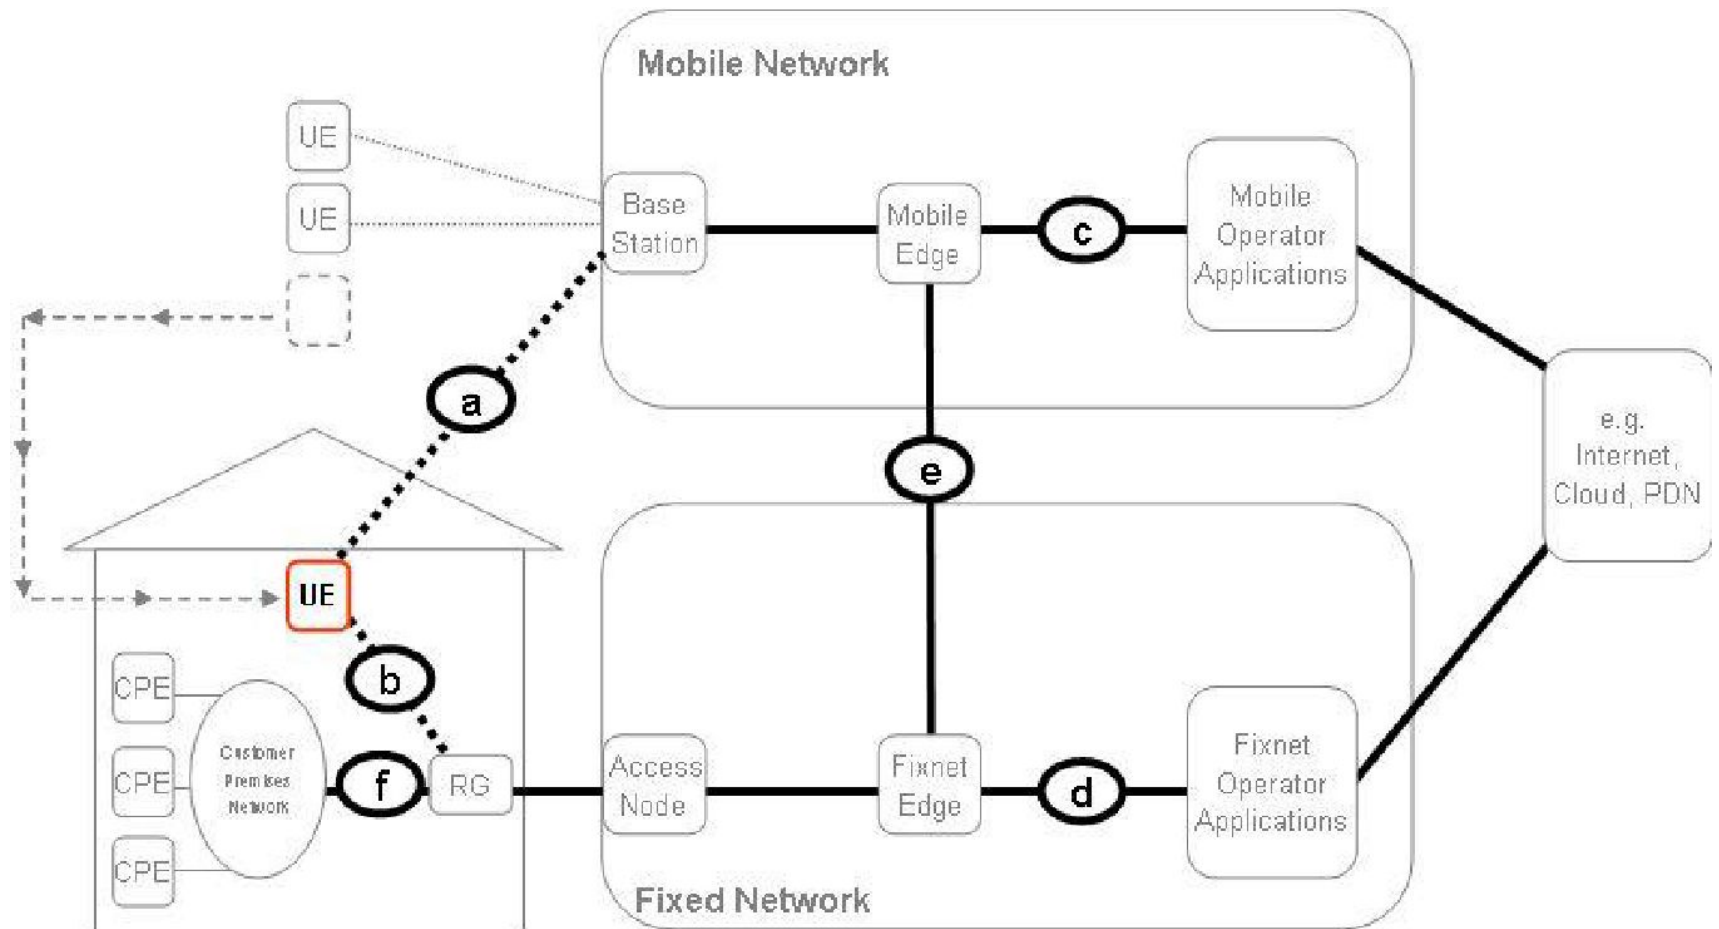 Mobile Network
UE
UE
Base
Station
Mobile
Edge
c
Mobile
Operator
Applications
a
e
e.g.
Internet,
Cloud, PDN
UE
b
CPE
CPE
CPE
Customer
Premises
Network
f
RG
Access
Node
Fixnet
Edge
d
Fixnet
Operator
Applications
Fixed Network